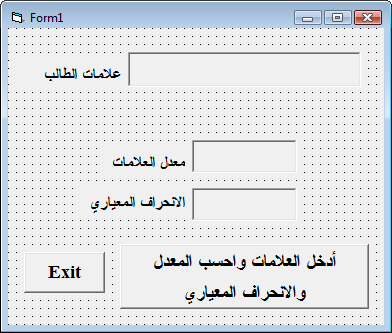 Form1
علامات الطالب
معدل العلامات
الانحراف المعياري
أدخل العلامات واحسب المعدل
والانحراف المعياري
Exit